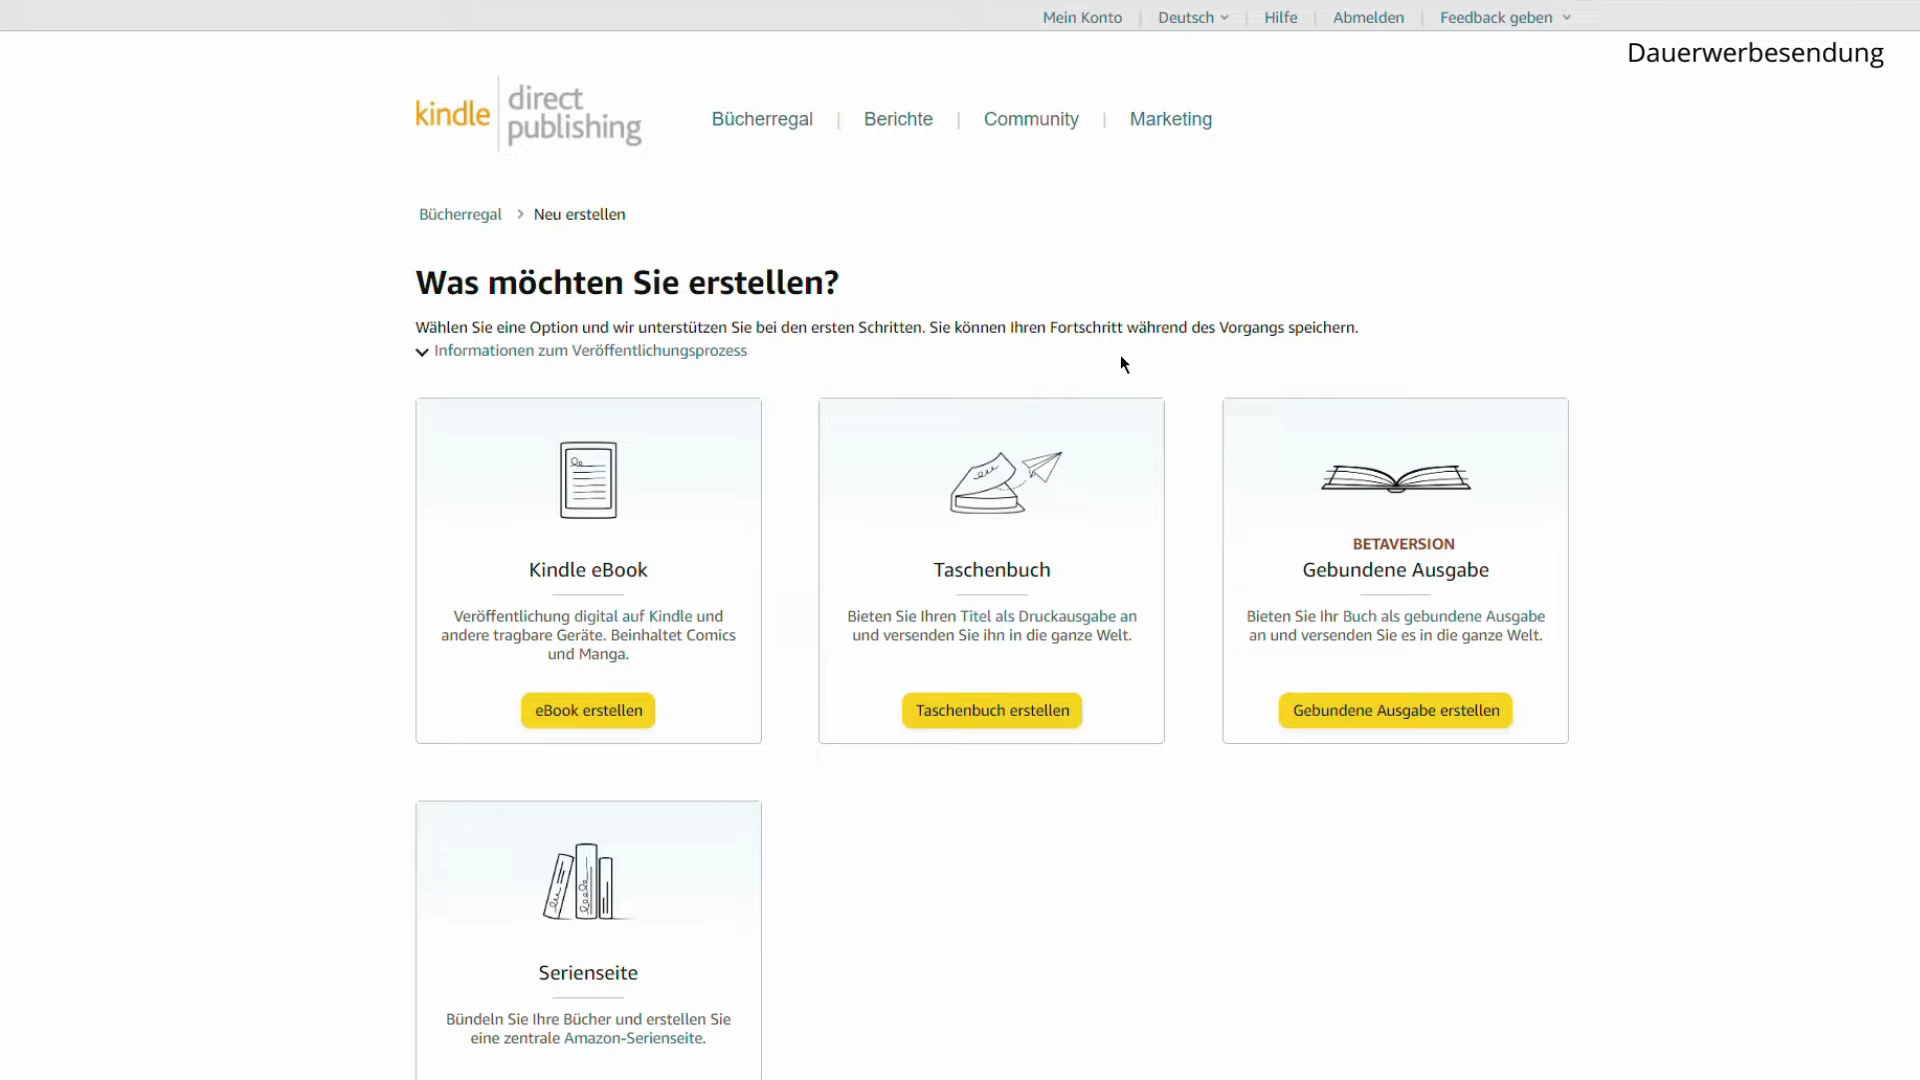 Mein Konto | Deutsch | Hilfe | Abmelden | Feedback geben
Dauerwerbesendung
kindle direct publishing
Bücherregal | Berichte | Community | Marketing
Bücherregal > Neu erstellen
Was möchten Sie erstellen?
Wählen Sie eine Option und wir unterstützen Sie bei den ersten Schritten. Sie können Ihren Fortschritt während des Vorgangs speichern.
Informationen zum Veröffentlichungsprozess
Kindle eBook
Veröffentlichung digital auf Kindle und
andere tragbare Geräte. Beinhaltet Comics
und Manga.
eBook erstellen
Taschenbuch
Bieten Sie Ihren Titel als Druckausgabe an
und versenden Sie ihn in die ganze Welt.
Taschenbuch erstellen
BETAVERSION
Gebundene Ausgabe
Bieten Sie Ihr Buch als gebundene Ausgabe
an und versenden Sie es in die ganze Welt.
Gebundene Ausgabe erstellen
Serienseite
Bündeln Sie Ihre Bücher und erstellen Sie
eine zentrale Amazon-Serienseite.